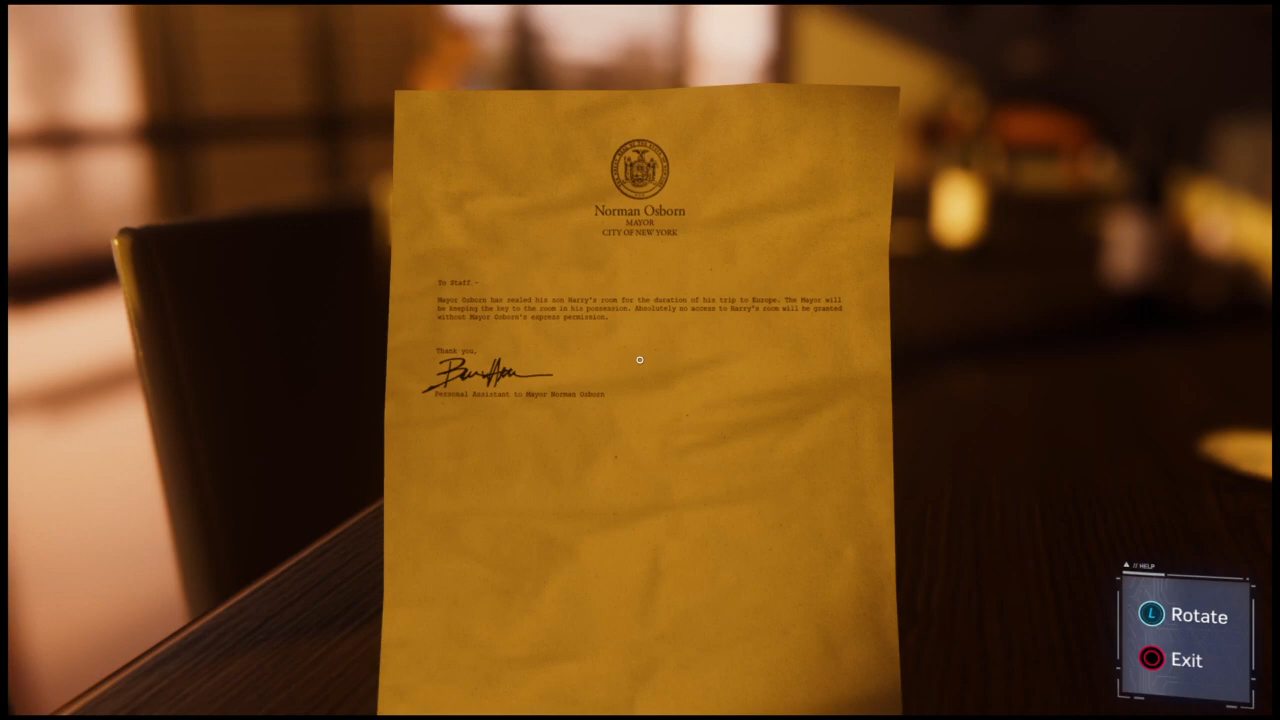 Norman Osborn
MAYOR
CITY OF NEW YORK
To Staff -
Mayor Osborn has sealed his son Harry's room for the duration of his trip to Europe. The Mayor will
be keeping the key to the room in his possession. Absolutely no access to Harry's room will be granted
without Mayor Osborn's express permission.
Thank you,
Personal Assistant to Mayor Norman Osborn
// HELP
L Rotate
Exit